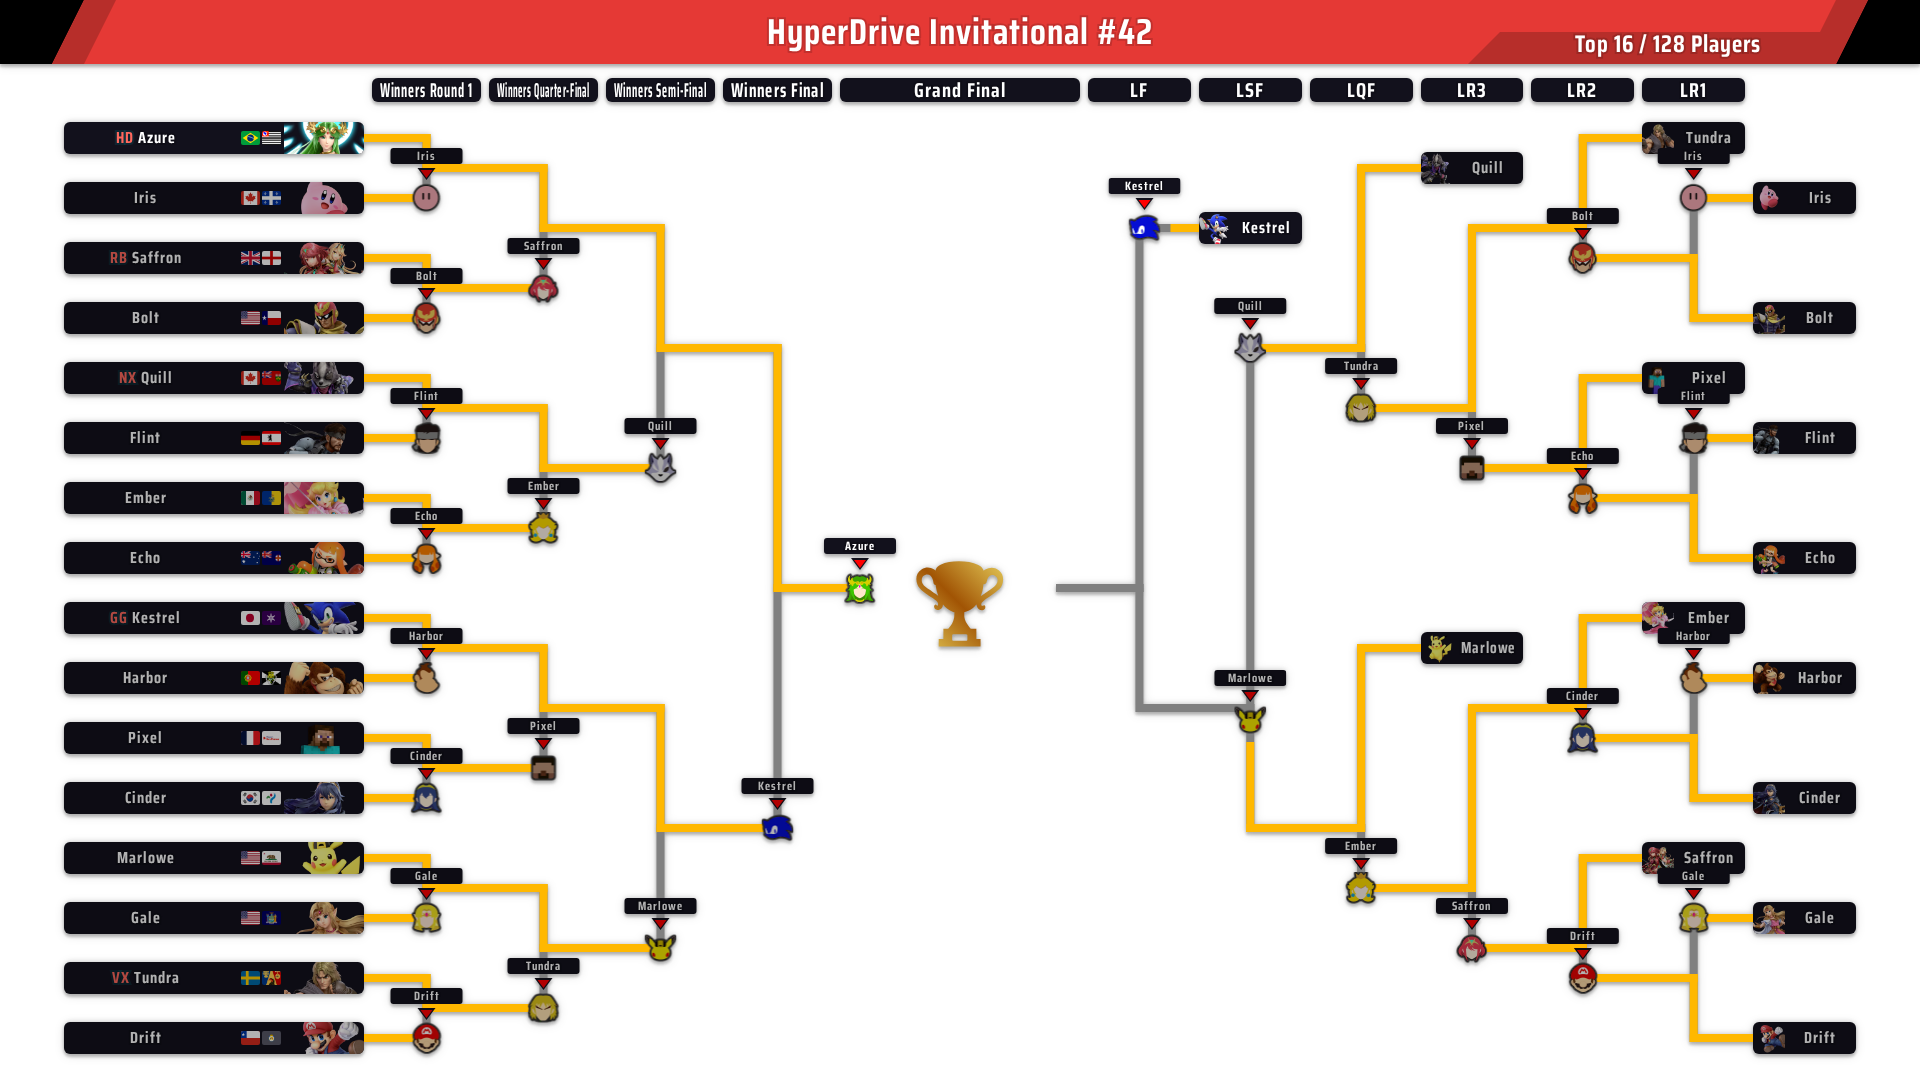 HyperDrive Invitational #42
Top 16 / 128 Players
Winners Round 1
Winners Quarter-Final
Winners Semi-Final
Winners Final
Grand Final
LF
LSF
LQF
LR3
LR2
LR1
HD Azure
Iris
RB Saffron
Bolt
NX Quill
Flint
Ember
Echo
GG Kestrel
Harbor
Pixel
Cinder
Marlowe
Gale
VX Tundra
Drift
Iris
Bolt
Flint
Echo
Harbor
Cinder
Gale
Drift
Saffron
Ember
Pixel
Tundra
Quill
Marlowe
Kestrel
Azure
Kestrel
Kestrel
Quill
Marlowe
Tundra
Ember
Quill
Pixel
Marlowe
Saffron
Bolt
Echo
Cinder
Drift
Tundra
Iris
Pixel
Flint
Ember
Harbor
Saffron
Gale
Iris
Bolt
Flint
Echo
Harbor
Cinder
Gale
Drift